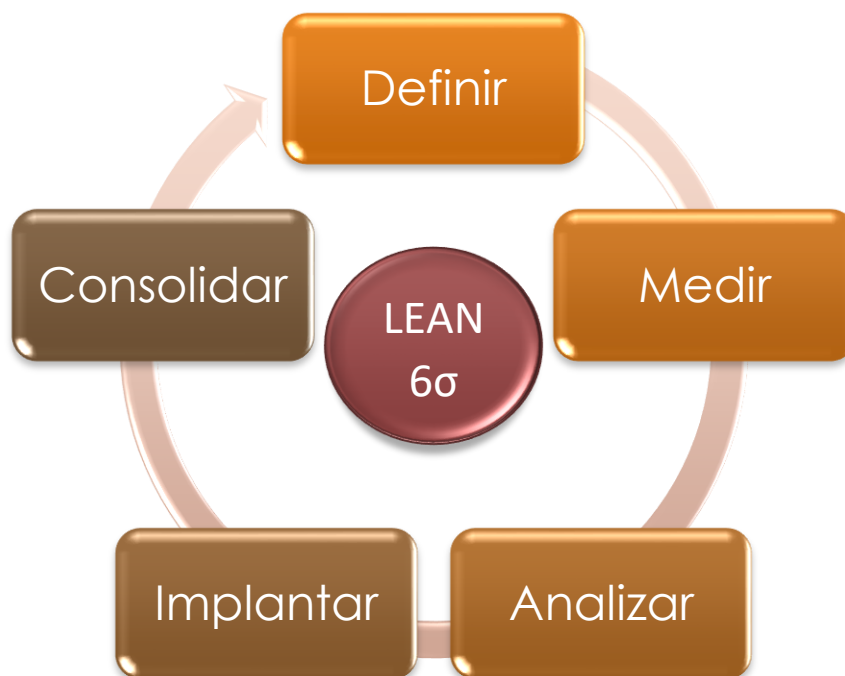 Definir
Medir
Analizar
Implantar
Consolidar
LEAN
6σ